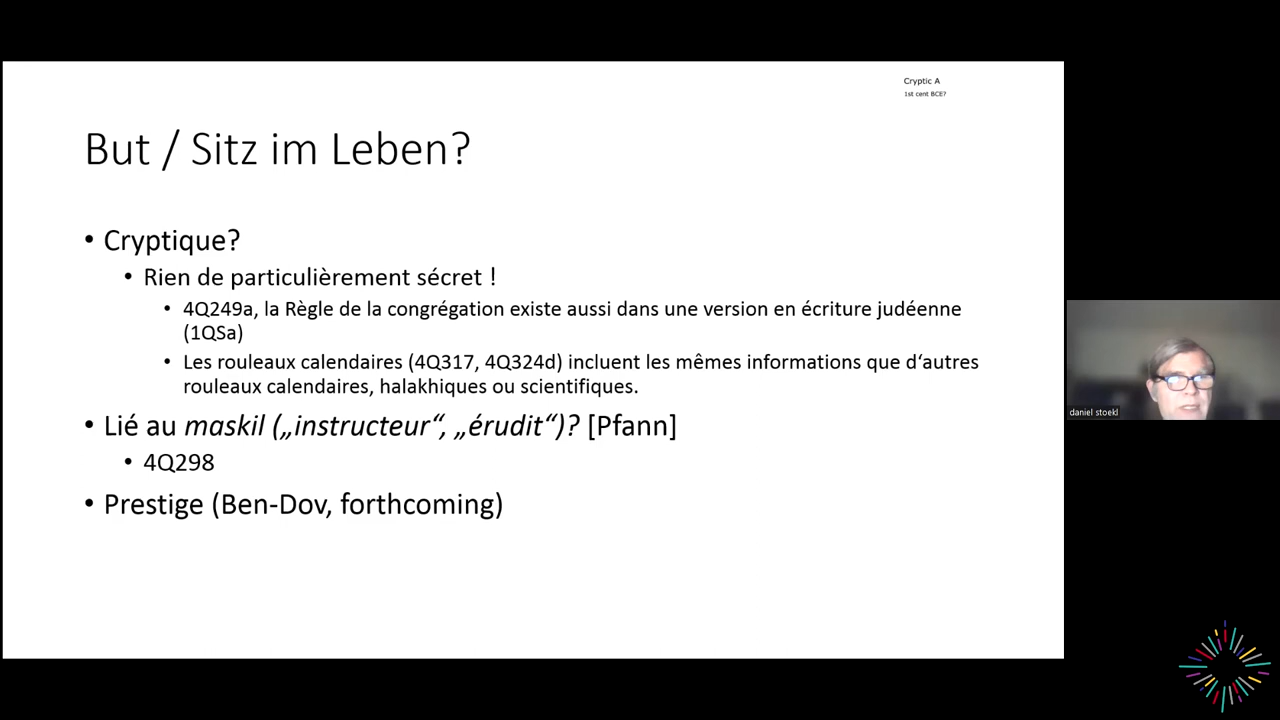 Cryptic A
1st cent BCE?
But / Sitz im Leben?
• Cryptique?
• Rien de particulièrement sécret !
• 4Q249a, la Règle de la congrégation existe aussi dans une version en écriture judéenne
(1QSa)
• Les rouleaux calendaires (4Q317, 4Q324d) incluent les mêmes informations que d‘autres
rouleaux calendaires, halakhiques ou scientifiques.
• Lié au maskil („instructeur“, „érudit“)? [Pfann]
• 4Q298
• Prestige (Ben-Dov, forthcoming)
daniel stoekl